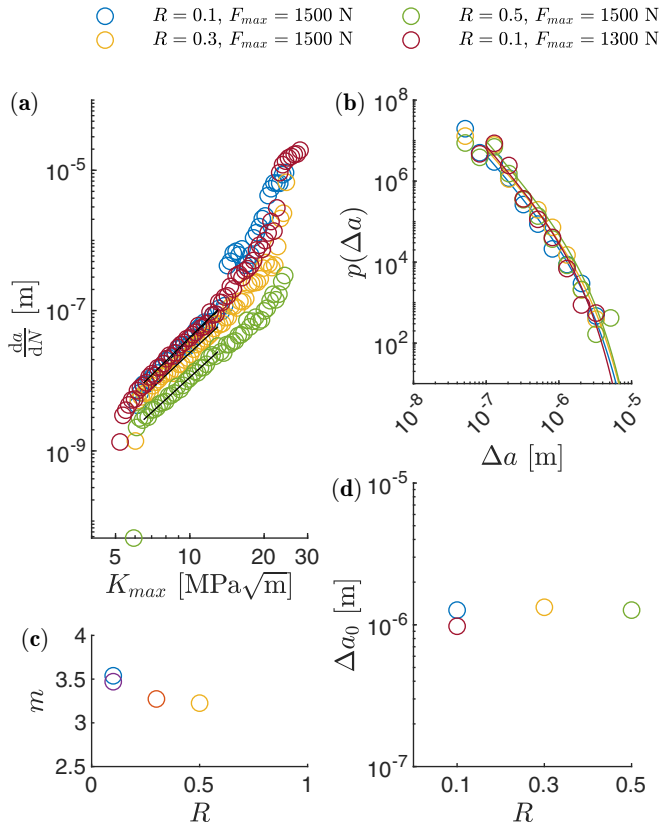 R = 0.1, F_max = 1500 N
R = 0.5, F_max = 1500 N
R = 0.3, F_max = 1500 N
R = 0.1, F_max = 1300 N
(a)
10^-5
10^-7
10^-9
da/dN [m]
5 10 20 30
K_max [MPa√m]
(b)
10^8
10^6
10^4
10^2
p(Δa)
10^-8 10^-7 10^-6 10^-5
Δa [m]
(c)
4
3.5
3
2.5
m
0 0.5 1
R
(d)
10^-5
10^-6
10^-7
Δa_0 [m]
0.1 0.3 0.5
R